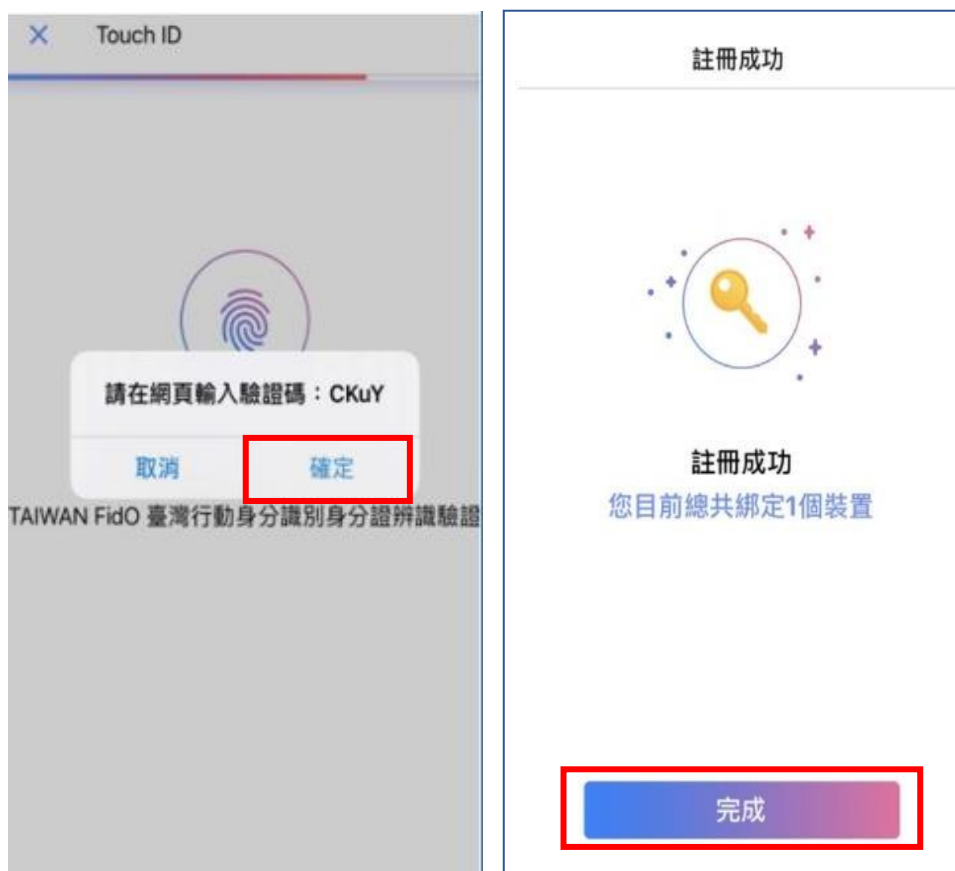 Touch ID
請在網頁輸入驗證碼：CKuY
取消
確定
TAIWAN FidO 臺灣行動身分識別身分證辨識驗證
註冊成功
註冊成功
您目前總共綁定1個裝置
完成